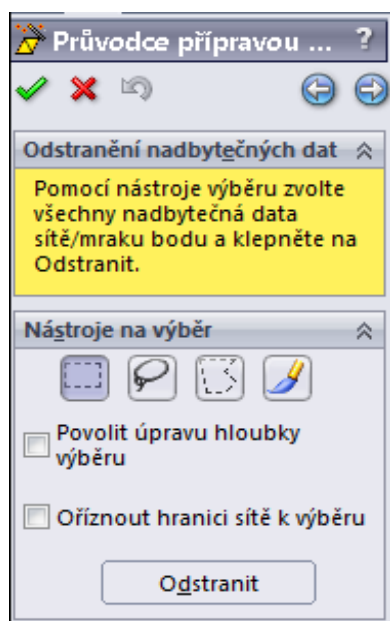 Průvodce přípravou ... ?
Odstranění nadbytečných dat
Pomocí nástroje výběru zvolte
všechny nadbytečná data
sítě/mraku bodu a klepněte na
Odstranit.
Nástroje na výběr
Povolit úpravu hloubky
výběru
Oříznout hranici sítě k výběru
Odstranit